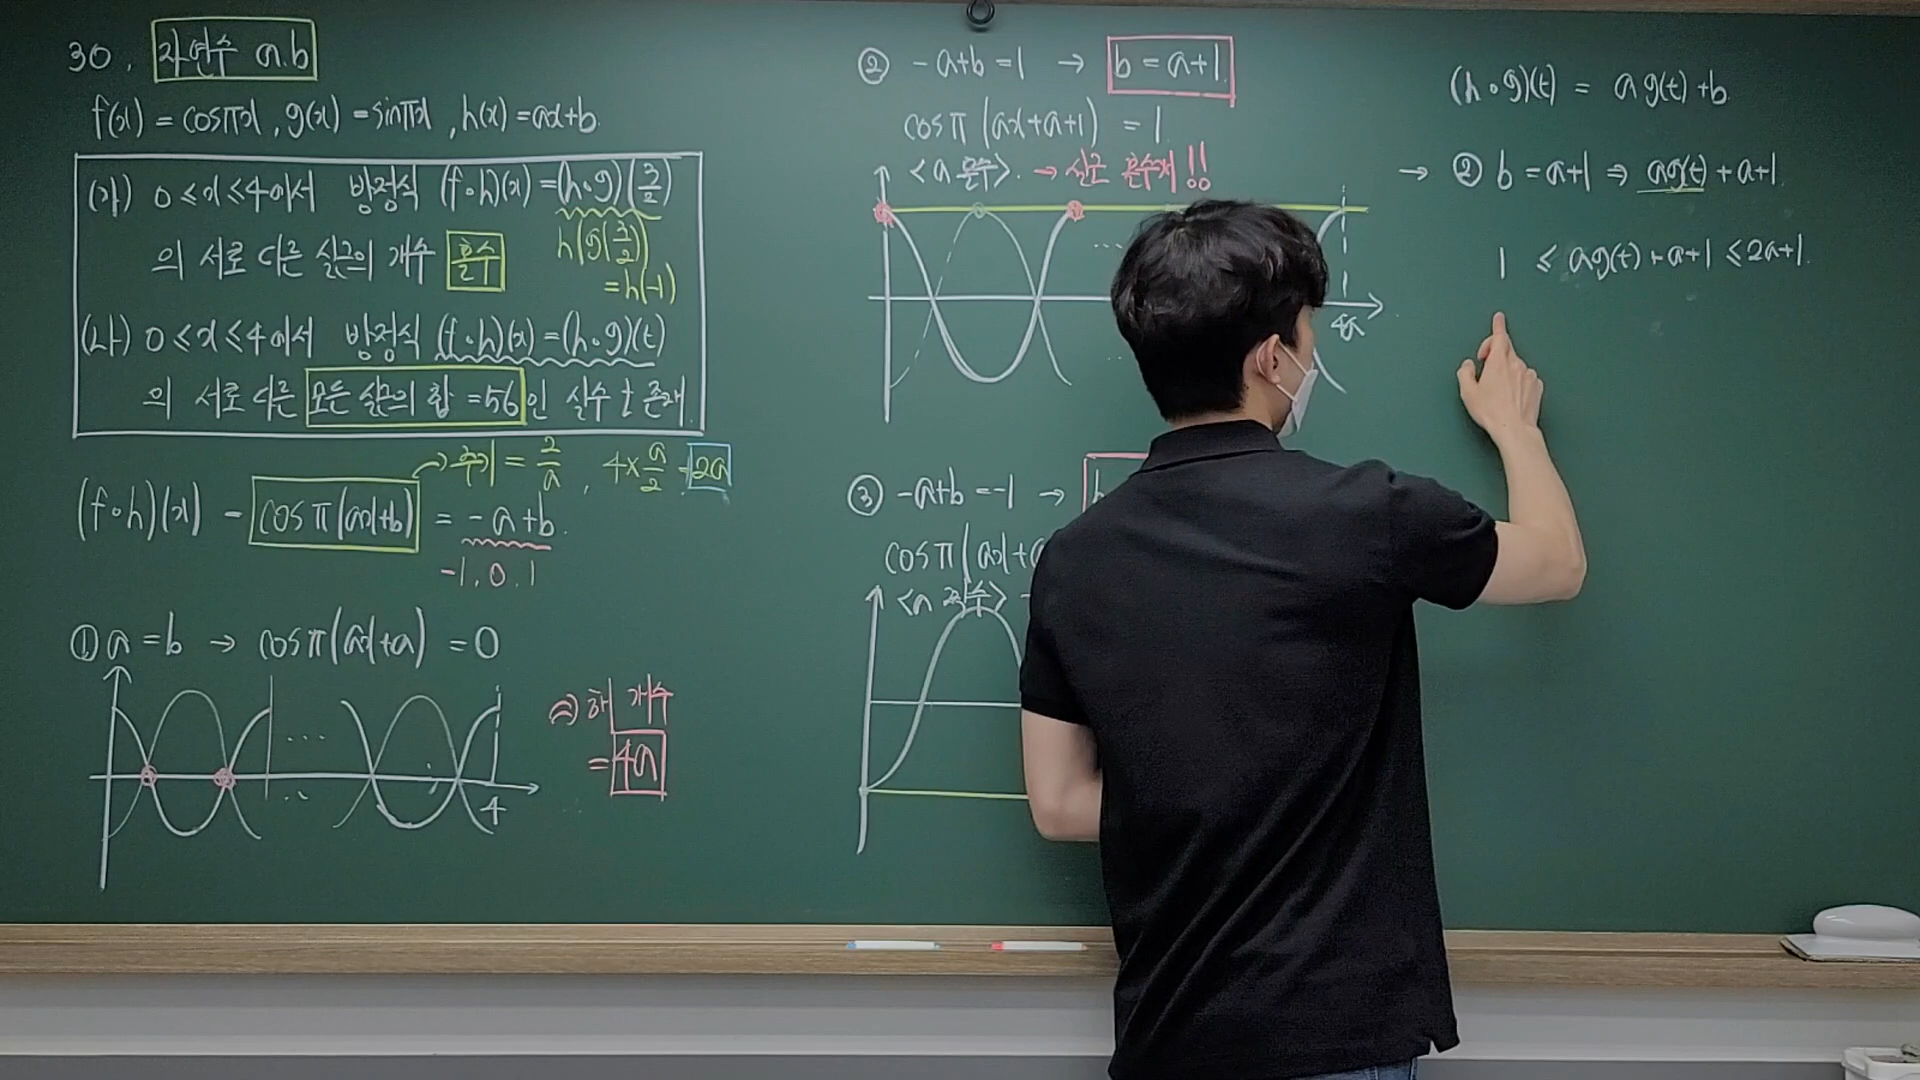 30. 자연수 a.b
f(x) = cosπx, g(x) = sinπx, h(x) = ax+b.
(가) 0≤x≤4에서 방정식 (f∘h)(x)=(h∘g)(3/2)
의 서로 다른 실근의 개수 홀수
h(g(3/2))
=h(-1)
(나) 0≤x≤4에서 방정식 (f∘h)(x)=(h∘g)(t)
의 서로 다른 모든 실근의 합 =56인 실수 t 존재.
→주기 = 2/a , 4×a/2 = 2a
(f∘h)(x) = cosπ(ax+b) = -a+b.
-1. 0. 1
① a=b → cosπ(ax+a) = 0
4
개수
= 4a
② -a+b=1 → b=a+1.
cosπ(ax+a+1) = 1
<a 홀수>. → 실근 홀수개!!
....
4a
③ -a+b=-1 →
cosπ(ax+a
<a 짝수>
(h∘g)(t) = ag(t)+b.
→ ② b=a+1 ⇒ ag(t)+a+1.
1 ≤ ag(t)+a+1 ≤2a+1.